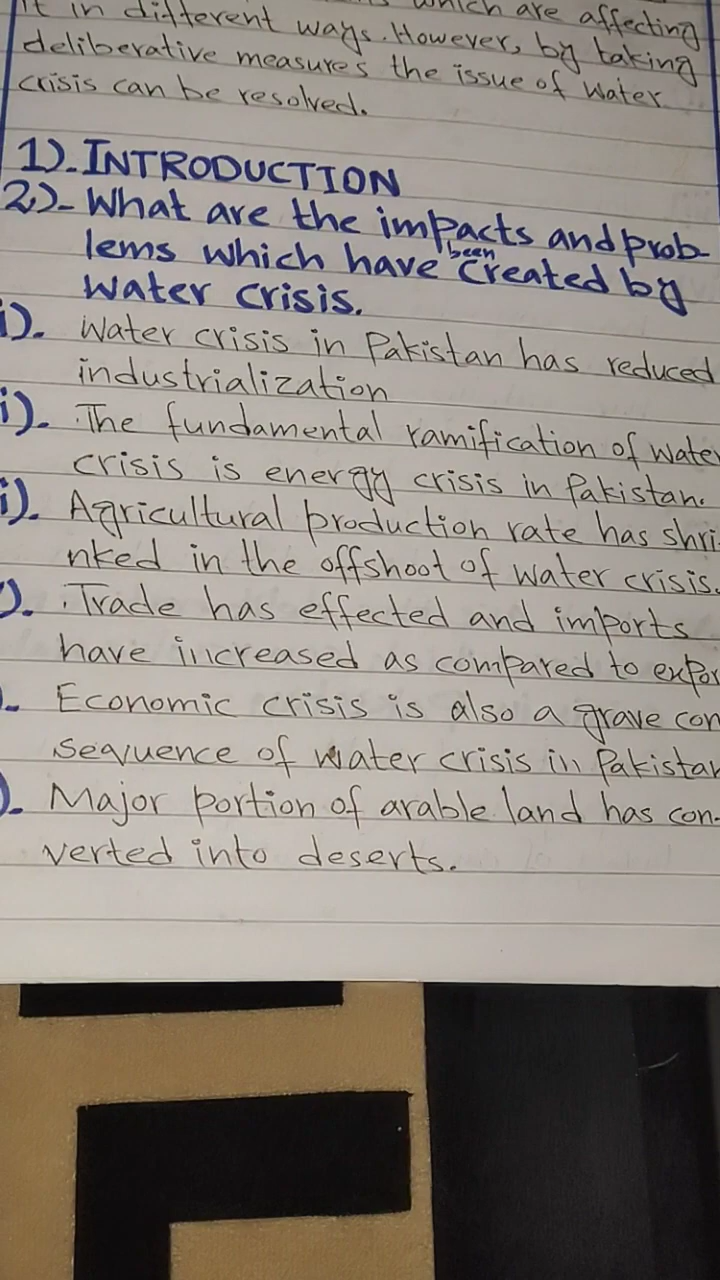 it in different ways. However, by taking
which are affecting
deliberative measures the issue of water
crisis can be resolved.
1). INTRODUCTION
2)- What are the impacts and prob-
lems which have been created by
water crisis.
i). Water crisis in Pakistan has reduced
industrialization
i). The fundamental ramification of water
crisis is energy crisis in Pakistan.
i). Agricultural production rate has shri-
nked in the offshoot of water crisis.
). Trade has effected and imports
have increased as compared to expor
- Economic crisis is also a grave con
sequence of water crisis in Pakistan
). Major portion of arable land has con-
verted into deserts.